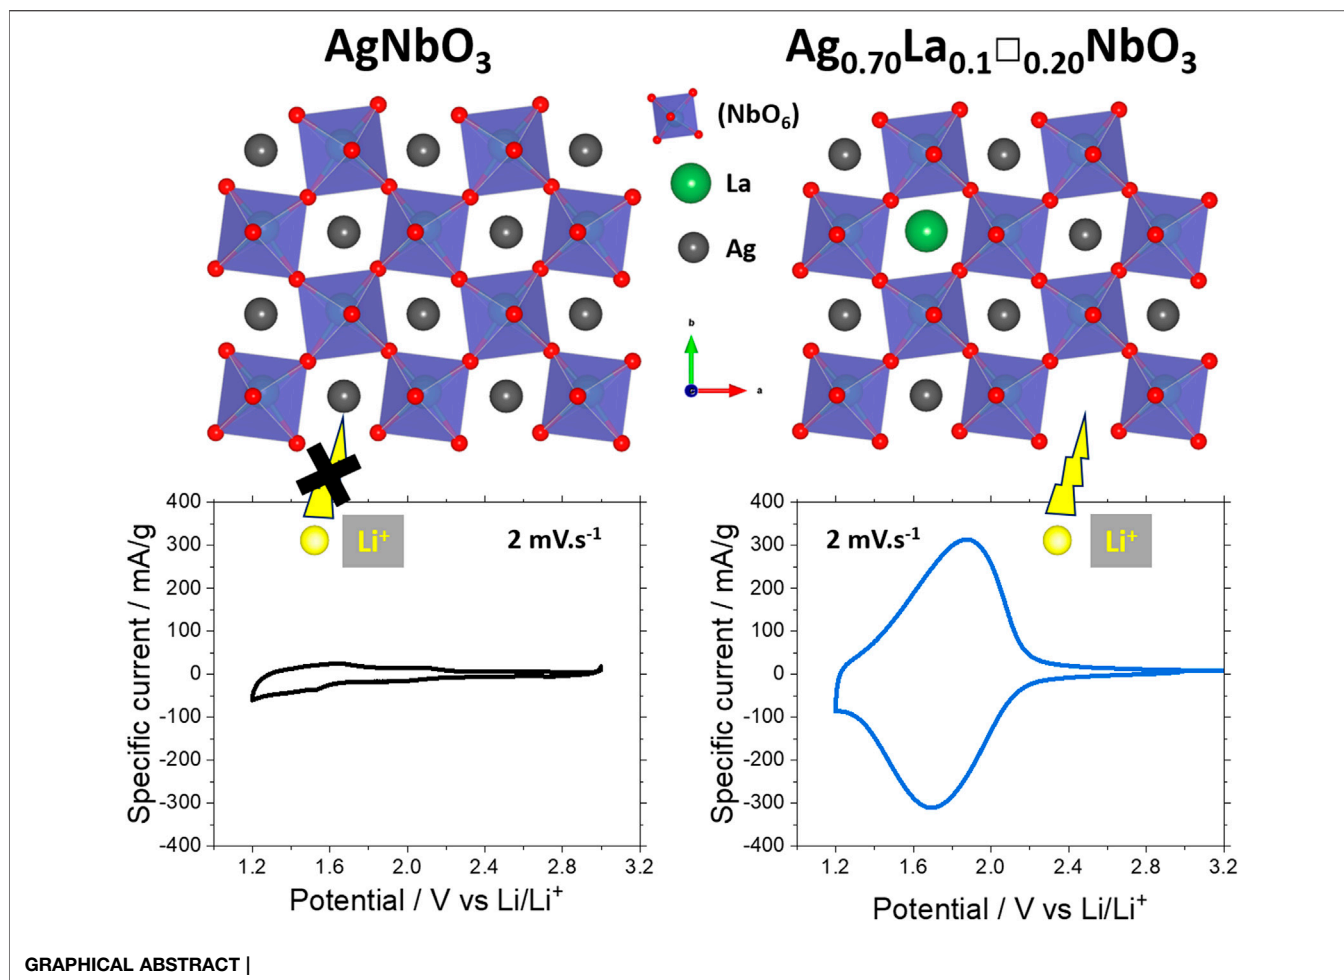 AgNbO₃
Ag₀.₇₀La₀.₁□₀.₂₀NbO₃
(NbO₆)
La
Ag
b
a
400
300
200
100
0
-100
-200
-300
-400
Specific current / mA/g
Li⁺
2 mV.s⁻¹
1.2 1.6 2.0 2.4 2.8 3.2
Potential / V vs Li/Li⁺
400
300
200
100
0
-100
-200
-300
-400
Specific current / mA/g
2 mV.s⁻¹
Li⁺
1.2 1.6 2.0 2.4 2.8 3.2
Potential / V vs Li/Li⁺
GRAPHICAL ABSTRACT |